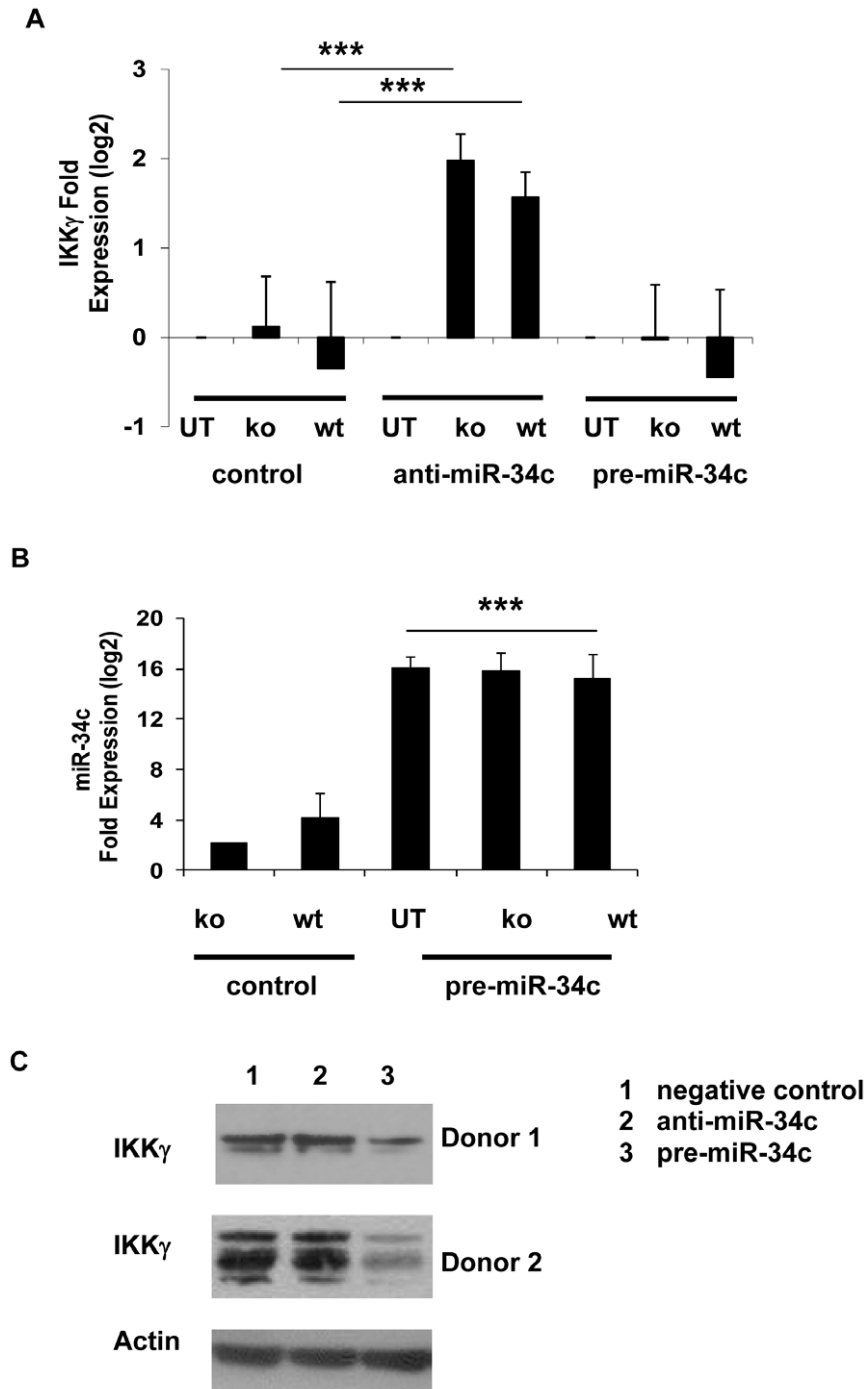 A
***
***
3
2
1
0
-1
IKKγ Fold
Expression (log2)
UT ko wt UT ko wt UT ko wt
control anti-miR-34c pre-miR-34c
B
***
20
16
12
8
4
0
miR-34c
Fold Expression (log2)
ko wt UT ko wt
control pre-miR-34c
C
1 2 3
IKKγ Donor 1
IKKγ Donor 2
Actin
1 negative control
2 anti-miR-34c
3 pre-miR-34c